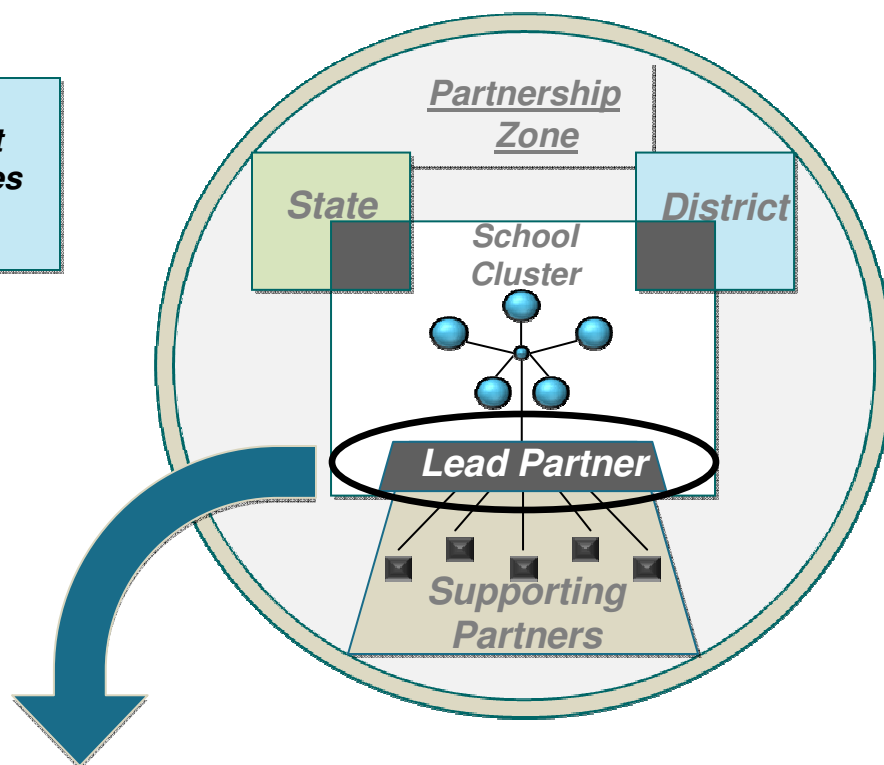 Partnership
Zone
State
District
School
Cluster
Lead Partner
Supporting
Partners